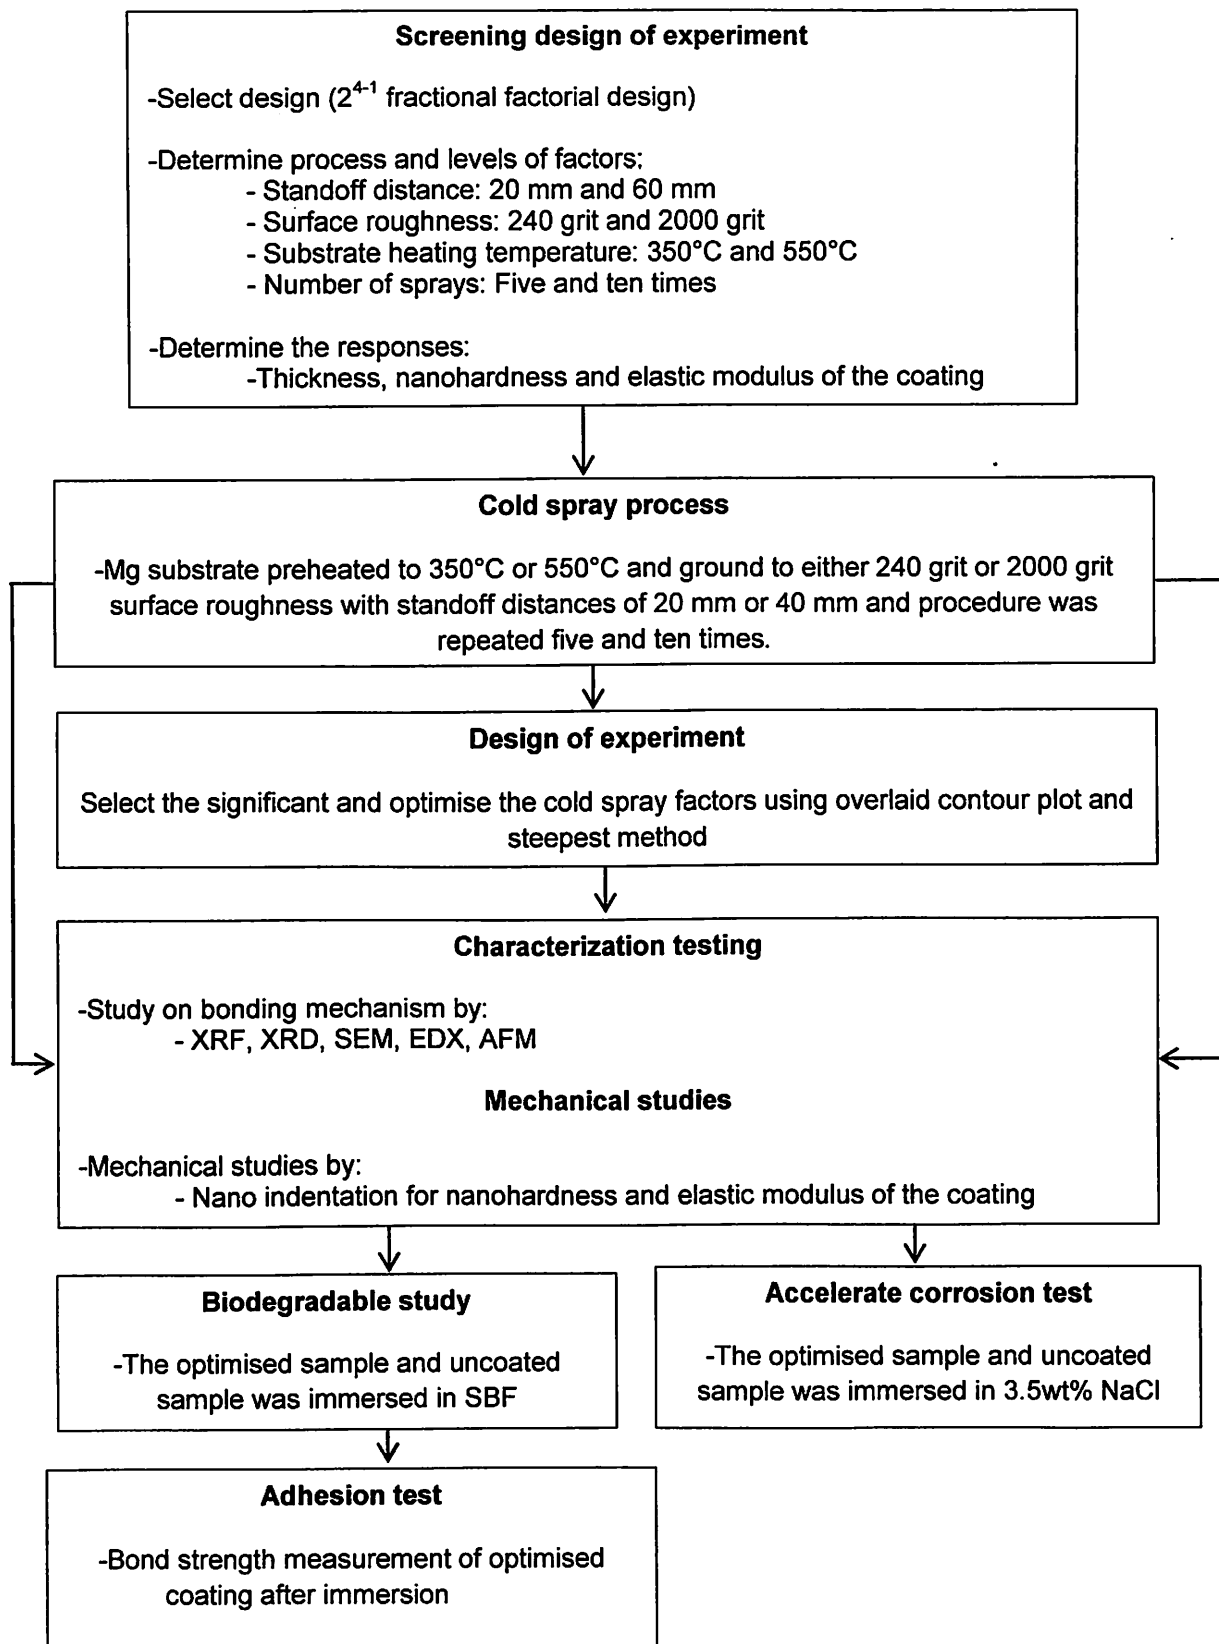 Screening design of experiment
-Select design (2^4-1 fractional factorial design)
-Determine process and levels of factors:
- Standoff distance: 20 mm and 60 mm
- Surface roughness: 240 grit and 2000 grit
- Substrate heating temperature: 350°C and 550°C
- Number of sprays: Five and ten times
-Determine the responses:
-Thickness, nanohardness and elastic modulus of the coating
Cold spray process
-Mg substrate preheated to 350°C or 550°C and ground to either 240 grit or 2000 grit
surface roughness with standoff distances of 20 mm or 40 mm and procedure was
repeated five and ten times.
Design of experiment
Select the significant and optimise the cold spray factors using overlaid contour plot and
steepest method
Characterization testing
-Study on bonding mechanism by:
- XRF, XRD, SEM, EDX, AFM
Mechanical studies
-Mechanical studies by:
- Nano indentation for nanohardness and elastic modulus of the coating
Biodegradable study
-The optimised sample and uncoated
sample was immersed in SBF
Accelerate corrosion test
-The optimised sample and uncoated
sample was immersed in 3.5wt% NaCl
Adhesion test
-Bond strength measurement of optimised
coating after immersion